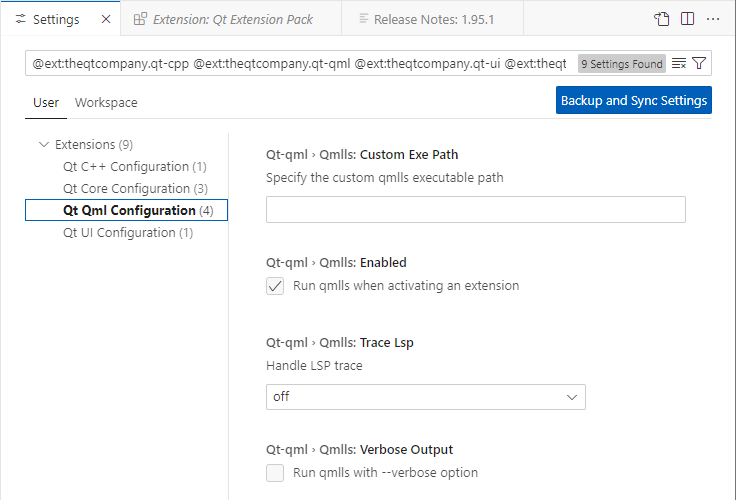 Settings
Extension: Qt Extension Pack
Release Notes: 1.95.1
@ext:theqtcompany.qt-cpp @ext:theqtcompany.qt-qml @ext:theqtcompany.qt-ui @ext:theqt
9 Settings Found
User
Workspace
Backup and Sync Settings
Extensions (9)
Qt C++ Configuration (1)
Qt Core Configuration (3)
Qt Qml Configuration (4)
Qt UI Configuration (1)
Qt-qml › Qmlls: Custom Exe Path
Specify the custom qmlls executable path
Qt-qml › Qmlls: Enabled
Run qmlls when activating an extension
Qt-qml › Qmlls: Trace Lsp
Handle LSP trace
off
Qt-qml › Qmlls: Verbose Output
Run qmlls with --verbose option